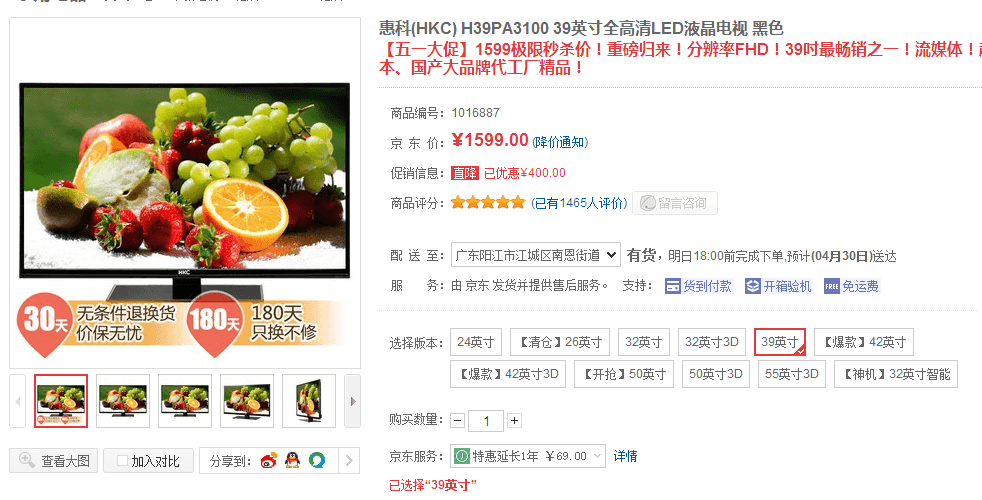 惠科(HKC) H39PA3100 39英寸全高清LED液晶电视 黑色
【五一大促】1599极限秒杀价！重磅归来！分辨率FHD！39吋最畅销之一！流媒体！
本、国产大品牌代工厂精品！
商品编号：1016887
京 东 价：￥1599.00 (降价通知)
促销信息：直降 已优惠¥400.00
商品评分：(已有1465人评价) 留言咨询
配 送 至：广东阳江市江城区南恩街道 有货，明日18:00前完成下单,预计(04月30日)送达
服 务：由 京东 发货并提供售后服务。 支持： 货到付款 开箱验机 FREE 免运费
选择版本：24英寸 【清仓】26英寸 32英寸 32英寸3D 39英寸 【爆款】42英寸
【爆款】42英寸3D 【开抢】50英寸 50英寸3D 55英寸3D 【神机】32英寸智能
购买数量：− 1 +
京东服务：特惠延长1年 ￥69.00 详情
已选择“39英寸”
HKC
30天 无条件退换货
价保无忧
180天 180天
只换不修
查看大图 加入对比 分享到：